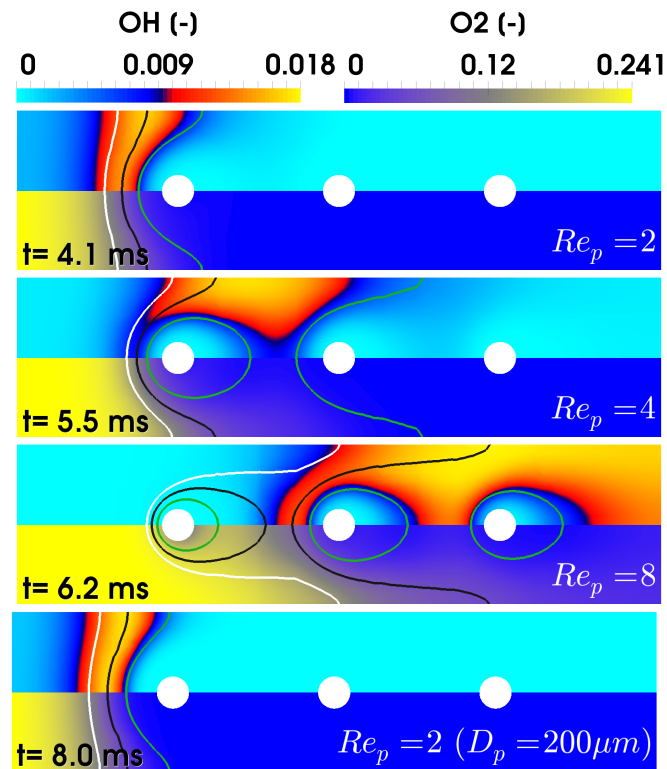 OH (-) O2 (-)
0 0.009 0.018 0 0.12 0.241
t= 4.1 ms Re_p =2
t= 5.5 ms Re_p =4
t= 6.2 ms Re_p =8
t= 8.0 ms Re_p =2 (D_p =200μm)